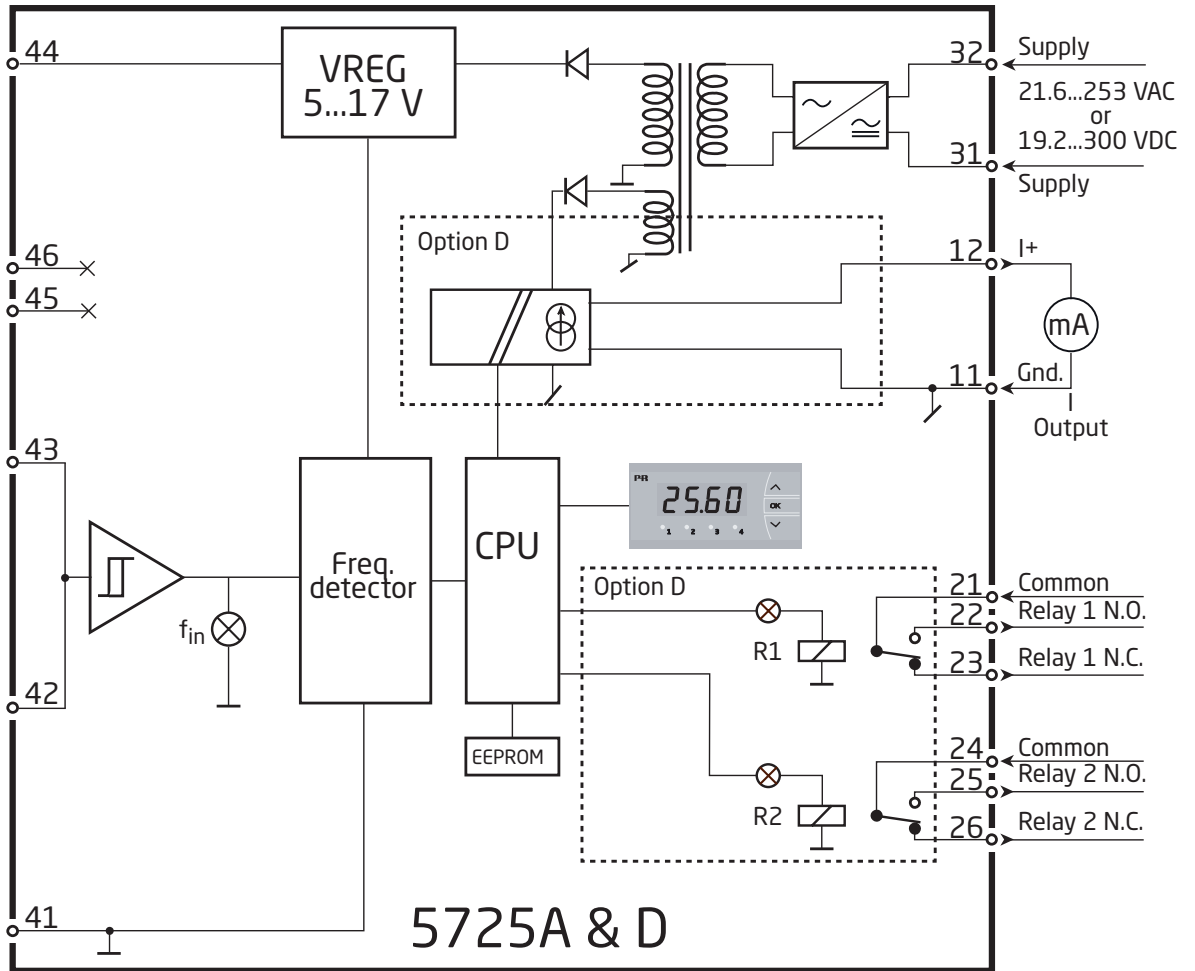 44
VREG
5...17 V
32
Supply
21.6...253 VAC
or
19.2...300 VDC
31
Supply
Option D
46
45
12
I+
mA
11
Gnd.
I
Output
43
PR
25.60
OK
1 2 3 4
CPU
Freq.
detector
fin
Option D
21
Common
22
Relay 1 N.O.
R1
23
Relay 1 N.C.
42
EEPROM
24
Common
25
Relay 2 N.O.
R2
26
Relay 2 N.C.
41
5725A & D